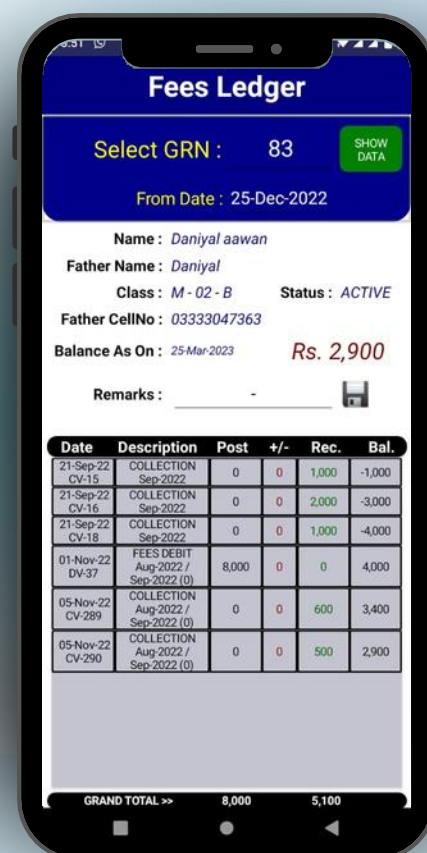 Fees Ledger
Select GRN : 83 SHOW DATA
From Date : 25-Dec-2022
Name : Daniyal aawan
Father Name : Daniyal
Class : M - 02 - B Status : ACTIVE
Father CellNo : 03333047363
Balance As On : 25-Mar-2023 Rs. 2,900
Remarks : -
Date Description Post +/- Rec. Bal.
21-Sep-22 CV-15 COLLECTION Sep-2022 0 0 1,000 -1,000
21-Sep-22 CV-16 COLLECTION Sep-2022 0 0 2,000 -3,000
21-Sep-22 CV-18 COLLECTION Sep-2022 0 0 1,000 -4,000
01-Nov-22 DV-37 FEES DEBIT Aug-2022 / Sep-2022 (0) 8,000 0 0 4,000
05-Nov-22 CV-289 COLLECTION Aug-2022 / Sep-2022 (0) 0 0 600 3,400
05-Nov-22 CV-290 COLLECTION Aug-2022 / Sep-2022 (0) 0 0 500 2,900
GRAND TOTAL >> 8,000 5,100